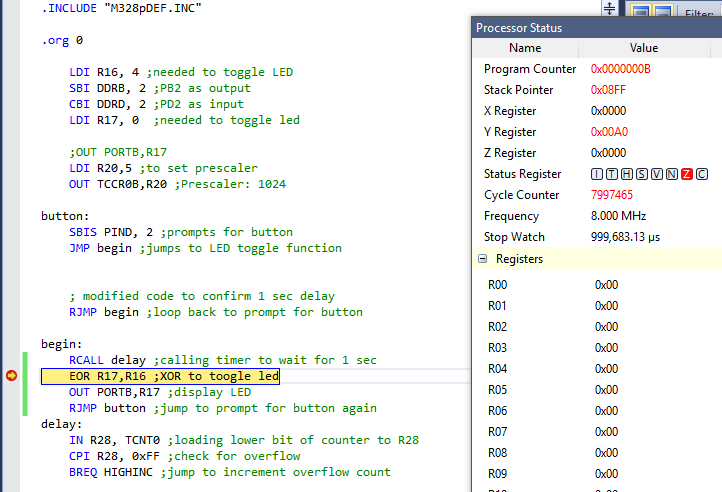 .INCLUDE "M328pDEF.INC"
.org 0
LDI R16, 4 ;needed to toggle LED
SBI DDRB, 2 ;PB2 as output
CBI DDRD, 2 ;PD2 as input
LDI R17, 0  ;needed to toggle led
;OUT PORTB,R17
LDI R20,5 ;to set prescaler
OUT TCCR0B,R20 ;Prescaler: 1024
button:
SBIS PIND, 2 ;prompts for button
JMP begin ;jumps to LED toggle function
; modified code to confirm 1 sec delay
RJMP begin ;loop back to prompt for button
begin:
RCALL delay ;calling timer to wait for 1 sec
EOR R17,R16 ;XOR to toogle led
OUT PORTB,R17 ;display LED
RJMP button ;jump to prompt for button again
delay:
IN R28, TCNT0 ;loading lower bit of counter to R28
CPI R28, 0xFF ;check for overflow
BREQ HIGHINC ;jump to increment overflow count
Filter:
Processor Status
Name Value
Program Counter 0x0000000B
Stack Pointer 0x08FF
X Register 0x0000
Y Register 0x00A0
Z Register 0x0000
Status Register I T H S V N Z C
Cycle Counter 7997465
Frequency 8.000 MHz
Stop Watch 999,683.13 µs
Registers
R00 0x00
R01 0x00
R02 0x00
R03 0x00
R04 0x00
R05 0x00
R06 0x00
R07 0x00
R08 0x00
R09 0x00